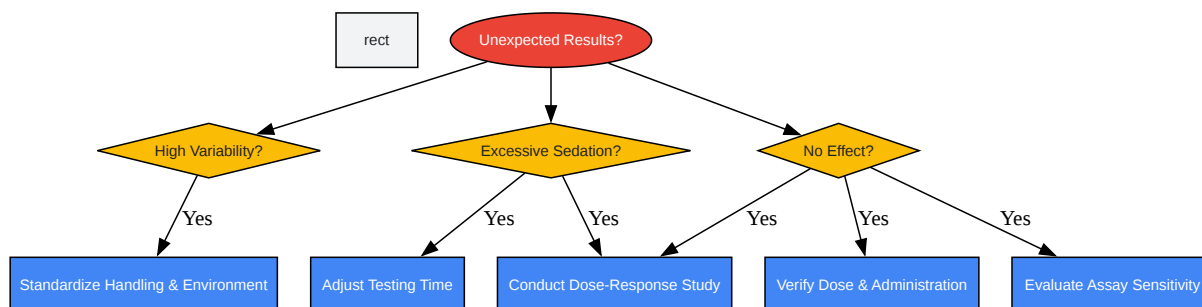 rect
Unexpected Results?
High Variability?
Excessive Sedation?
No Effect?
Yes
Yes
Yes
Yes
Yes
Yes
Standardize Handling & Environment
Adjust Testing Time
Conduct Dose-Response Study
Verify Dose & Administration
Evaluate Assay Sensitivity